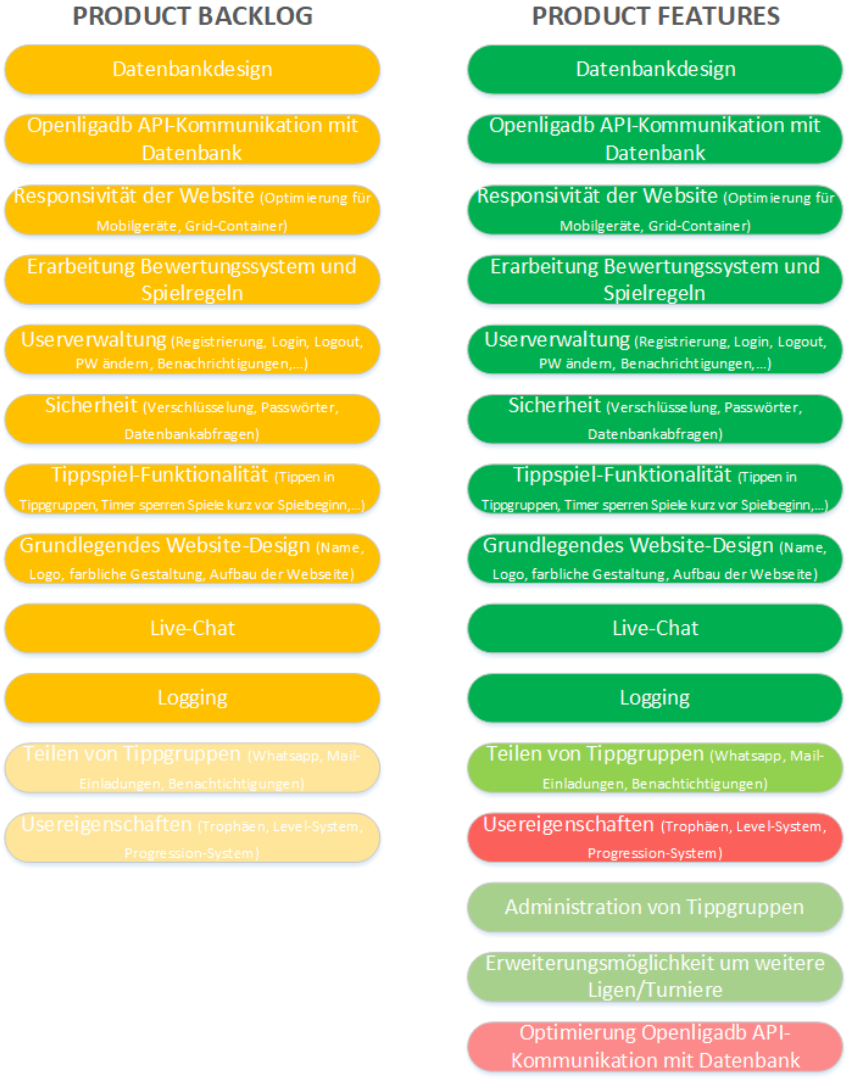 PRODUCT BACKLOG
Datenbankdesign
Openligadb API-Kommunikation mit
Datenbank
Responsivität der Website (Optimierung für
Mobilgeräte, Grid-Container)
Erarbeitung Bewertungssystem und
Spielregeln
Userverwaltung (Registrierung, Login, Logout,
PW ändern, Benachrichtigungen,...)
Sicherheit (Verschlüsselung, Passwörter,
Datenbankabfragen)
Tippspiel-Funktionalität (Tippen in
Tippgruppen, Timer sperren Spiele kurz vor Spielbeginn,...)
Grundlegendes Website-Design (Name,
Logo, farbliche Gestaltung, Aufbau der Webseite)
Live-Chat
Logging
Teilen von Tippgruppen (Whatsapp, Mail-
Einladungen, Benachtichtigungen)
Usereigenschaften (Trophäen, Level-System,
Progression-System)
PRODUCT FEATURES
Datenbankdesign
Openligadb API-Kommunikation mit
Datenbank
Responsivität der Website (Optimierung für
Mobilgeräte, Grid-Container)
Erarbeitung Bewertungssystem und
Spielregeln
Userverwaltung (Registrierung, Login, Logout,
PW ändern, Benachrichtigungen,...)
Sicherheit (Verschlüsselung, Passwörter,
Datenbankabfragen)
Tippspiel-Funktionalität (Tippen in
Tippgruppen, Timer sperren Spiele kurz vor Spielbeginn,...)
Grundlegendes Website-Design (Name,
Logo, farbliche Gestaltung, Aufbau der Webseite)
Live-Chat
Logging
Teilen von Tippgruppen (Whatsapp, Mail-
Einladungen, Benachtichtigungen)
Usereigenschaften (Trophäen, Level-System,
Progression-System)
Administration von Tippgruppen
Erweiterungsmöglichkeit um weitere
Ligen/Turniere
Optimierung Openligadb API-
Kommunikation mit Datenbank